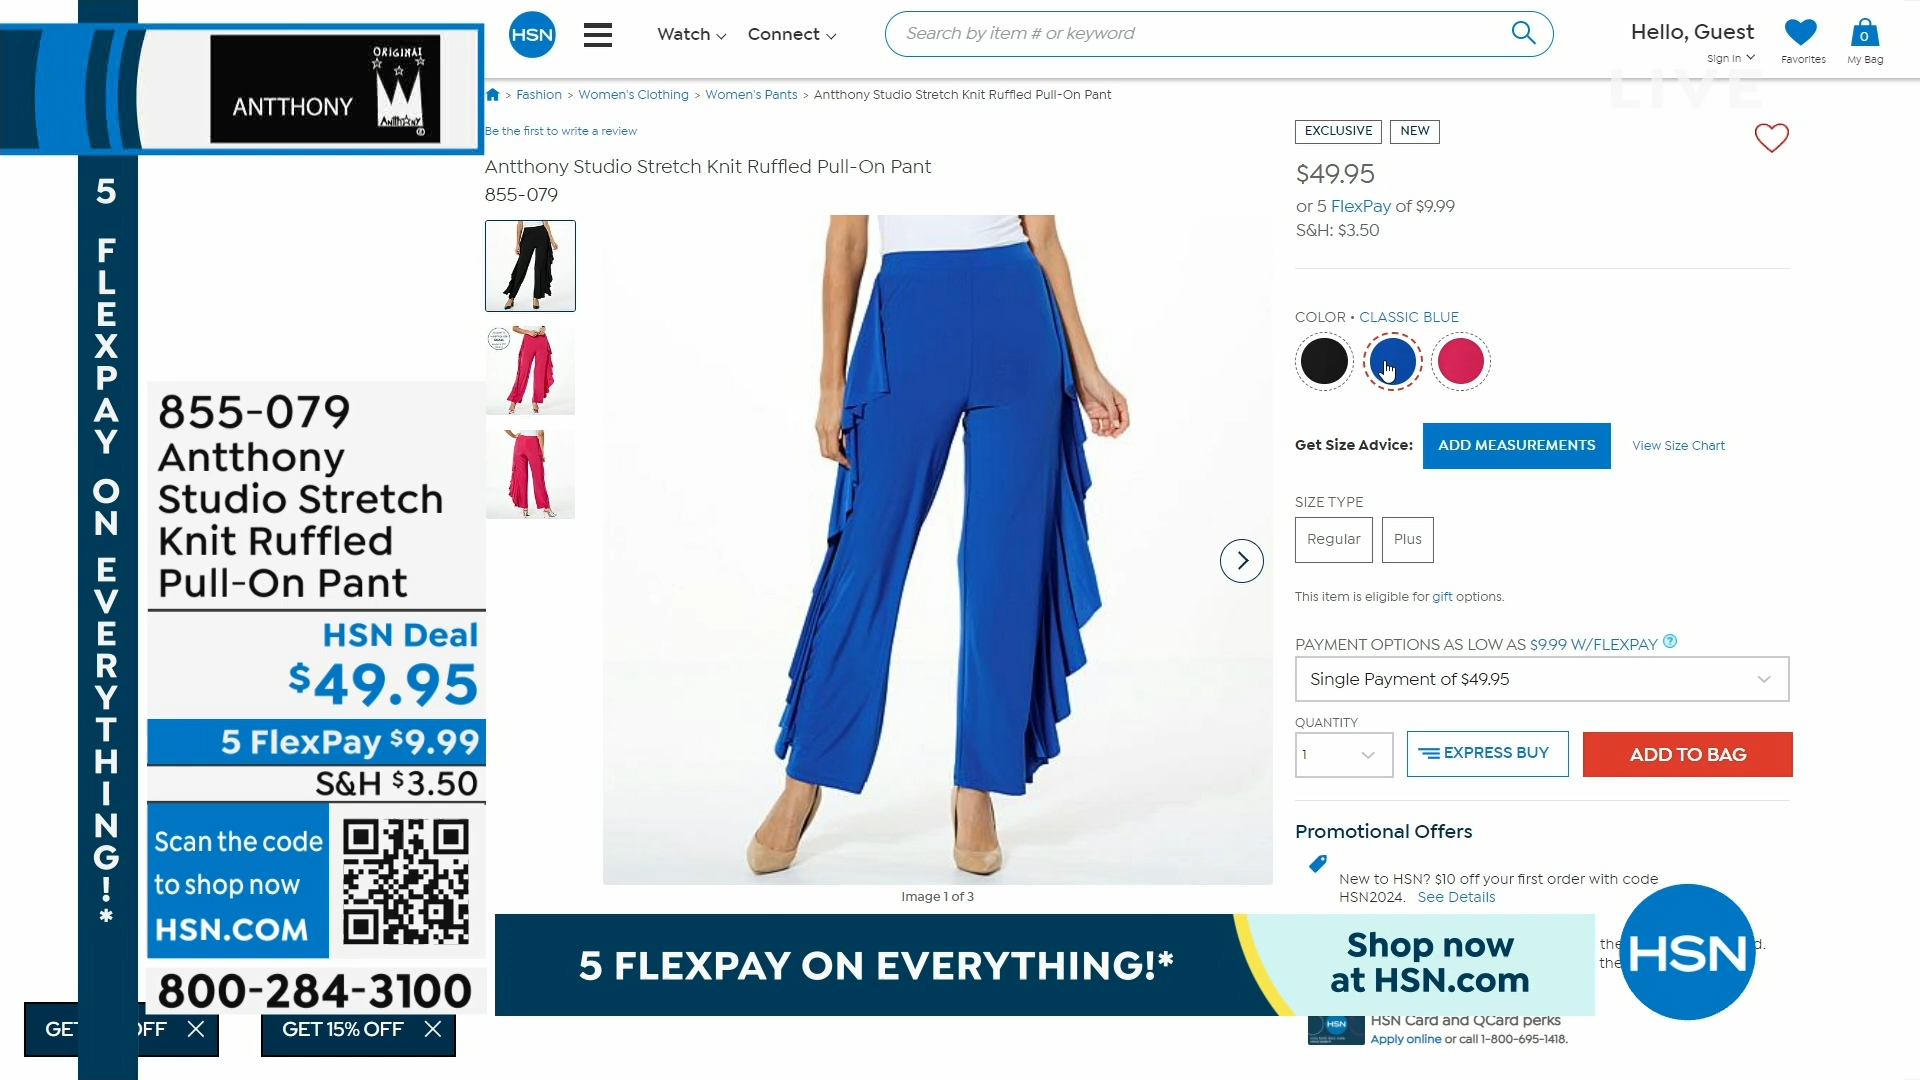 ORIGINAL
ANTTHONY
Antthony
5 FLEXPAY ON EVERYTHING!*
855-079
Antthony
Studio Stretch
Knit Ruffled
Pull-On Pant
HSN Deal
$49.95
5 FlexPay $9.99
S&H $3.50
Scan the code
to shop now
HSN.COM
800-284-3100
GET
OFF
GET 15% OFF
HSN
Watch
Connect
Search by item # or keyword
Hello, Guest
Sign In
Favorites
0
My Bag
LIVE
> Fashion > Women's Clothing > Women's Pants > Antthony Studio Stretch Knit Ruffled Pull-On Pant
Be the first to write a review
Antthony Studio Stretch Knit Ruffled Pull-On Pant
855-079
Image 1 of 3
EXCLUSIVE
NEW
$49.95
or 5 FlexPay of $9.99
S&H: $3.50
COLOR • CLASSIC BLUE
Get Size Advice:
ADD MEASUREMENTS
View Size Chart
SIZE TYPE
Regular
Plus
This item is eligible for gift options.
PAYMENT OPTIONS AS LOW AS $9.99 W/FLEXPAY ?
Single Payment of $49.95
QUANTITY
1
EXPRESS BUY
ADD TO BAG
Promotional Offers
New to HSN? $10 off your first order with code
HSN2024. See Details
the
d.
the
5 FLEXPAY ON EVERYTHING!*
Shop now
at HSN.com
HSN
HSN
HSN Card and QCard perks
Apply online or call 1-800-695-1418.